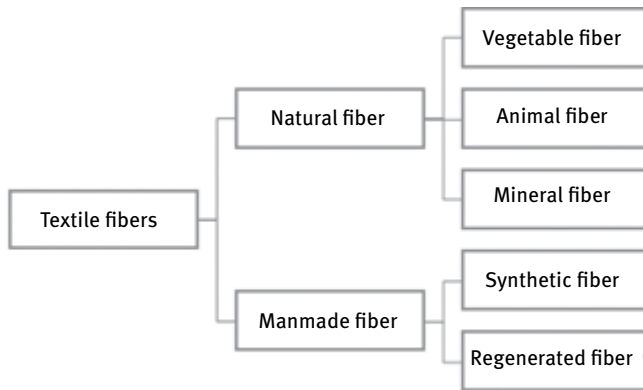 Vegetable fiber
Natural fiber
Animal fiber
Mineral fiber
Textile fibers
Synthetic fiber
Manmade fiber
Regenerated fiber